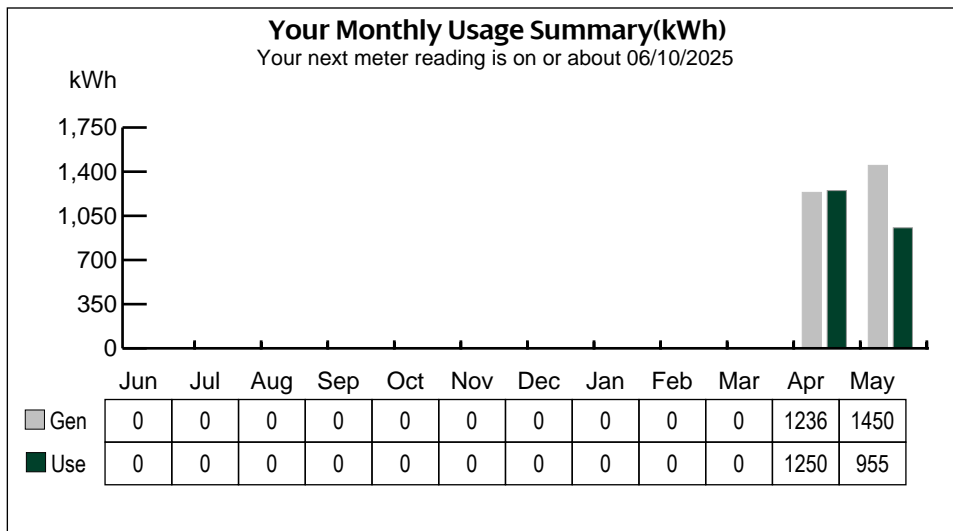 Your Monthly Usage Summary(kWh)
Your next meter reading is on or about 06/10/2025
kWh
1,750
1,400
1,050
700
350
0
Jun Jul Aug Sep Oct Nov Dec Jan Feb Mar Apr May
Gen 0 0 0 0 0 0 0 0 0 0 1236 1450
Use 0 0 0 0 0 0 0 0 0 0 1250 955